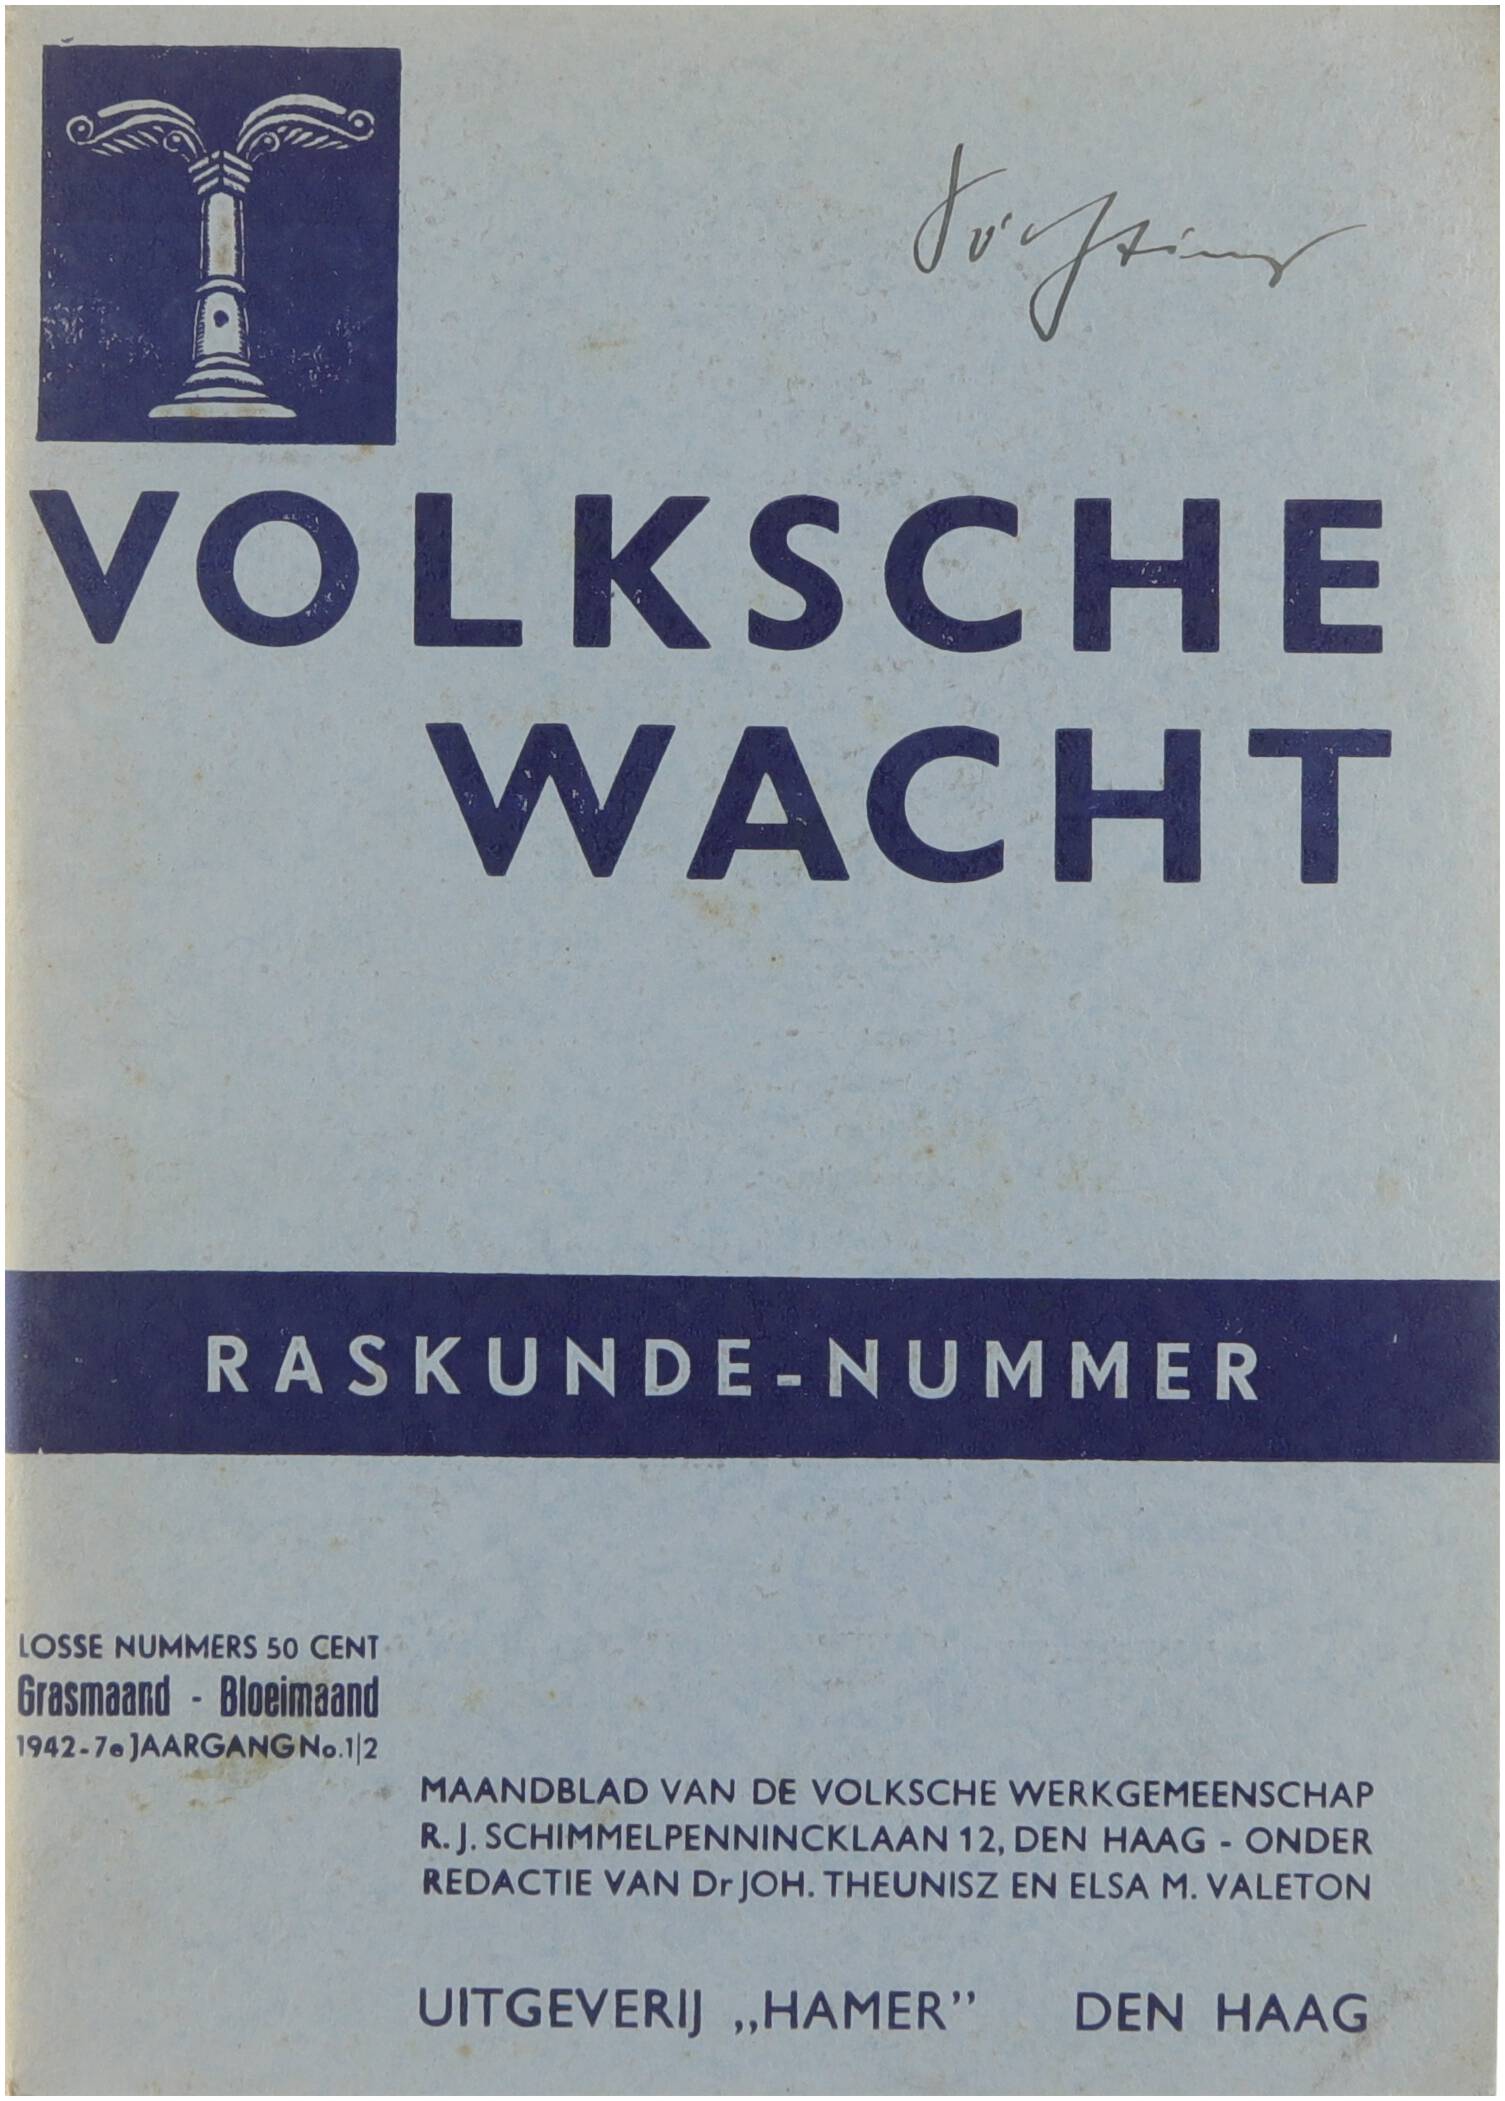 VOLKSCHE
WACHT
RASKUNDE-NUMMER
LOSSE NUMMERS 50 CENT
Grasmaand - Bloeimaand
1942-7e JAARGANG No. 1|2
MAANDBLAD VAN DE VOLKSCHE WERKGEMEENSCHAP
R. J. SCHIMMELPENNINCKLAAN 12, DEN HAAG - ONDER
REDACTIE VAN Dr JOH. THEUNISZ EN ELSA M. VALETON
UITGEVERIJ „HAMER” DEN HAAG